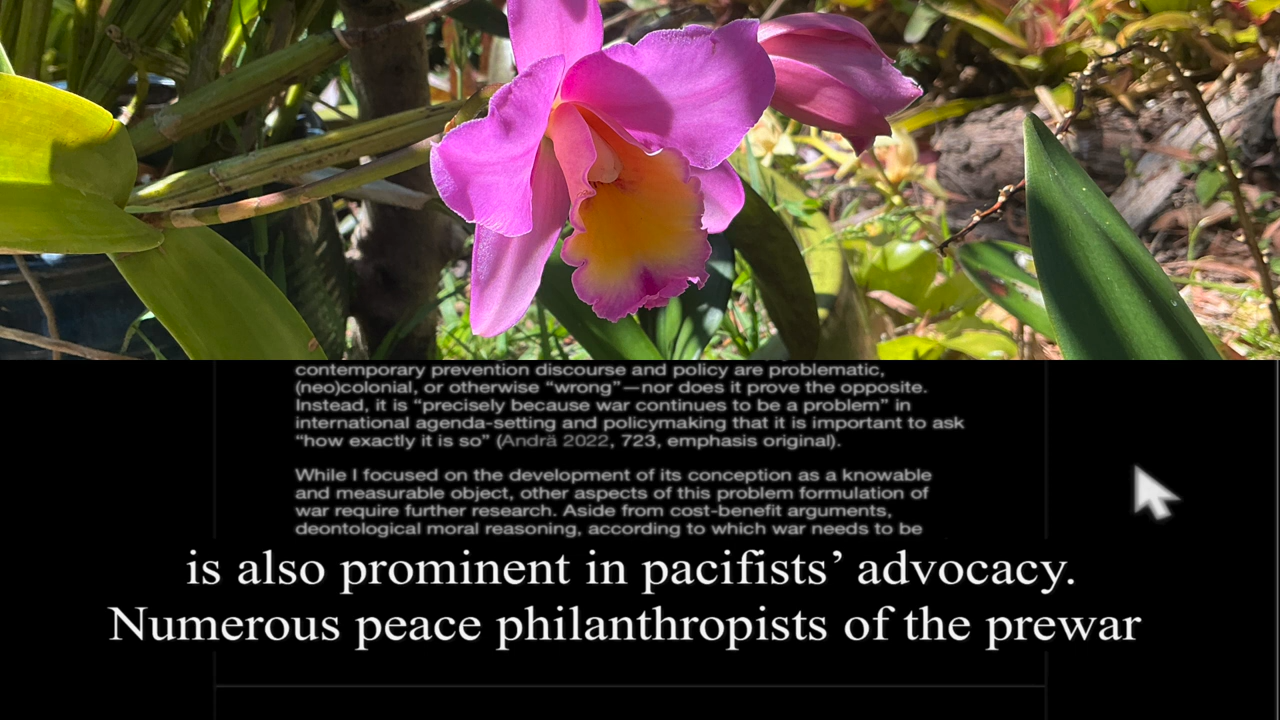 contemporary prevention discourse and policy are problematic,
(neo)colonial, or otherwise “wrong”—nor does it prove the opposite.
Instead, it is “precisely because war continues to be a problem” in
international agenda-setting and policymaking that it is important to ask
“how exactly it is so” (Andrä 2022, 723, emphasis original).
While I focused on the development of its conception as a knowable
and measurable object, other aspects of this problem formulation of
war require further research. Aside from cost-benefit arguments,
deontological moral reasoning, according to which war needs to be
is also prominent in pacifists’ advocacy.
Numerous peace philanthropists of the prewar